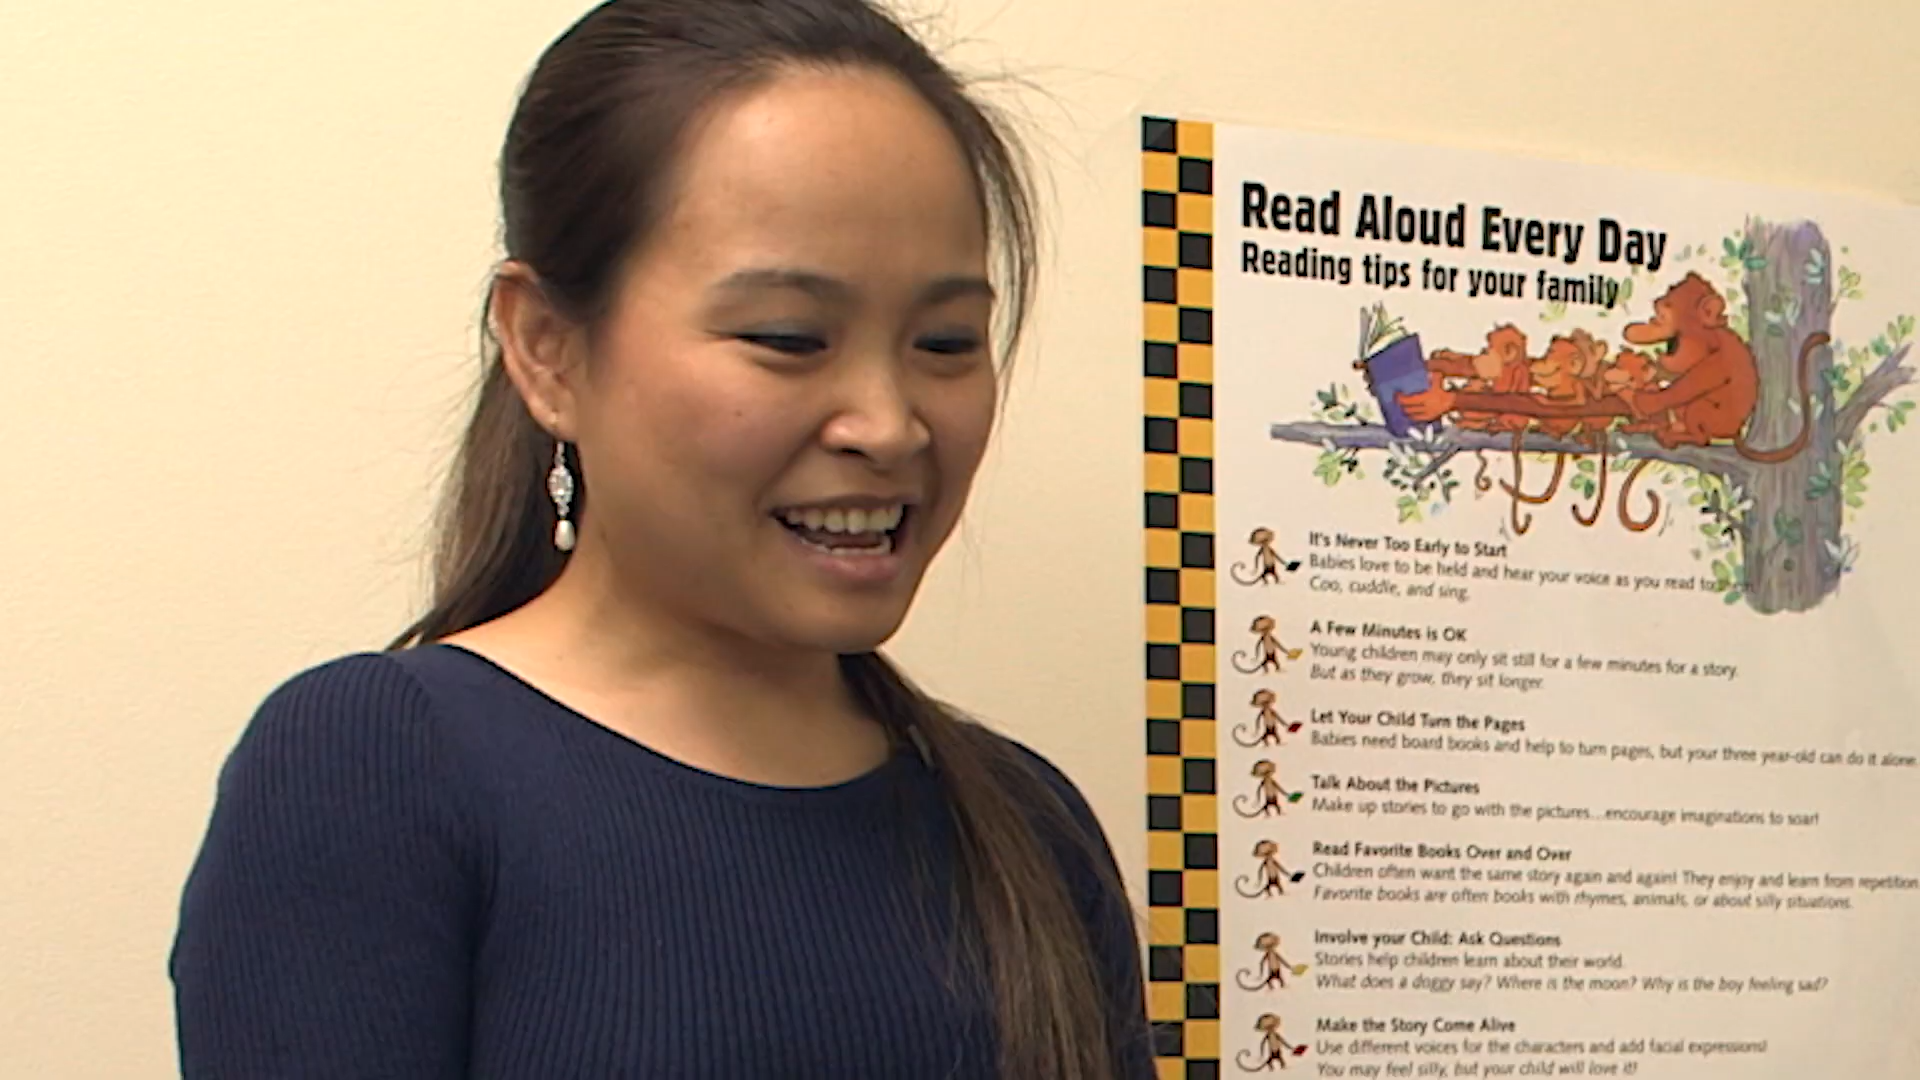 Read Aloud Every Day
Reading tips for your family
It's Never Too Early to Start
Babies love to be held and hear your voice as you read to
Coo, cuddle, and sing.
A Few Minutes is OK
Young children may only sit still for a few minutes for a story.
But as they grow, they sit longer.
Let Your Child Turn the Pages
Babies need board books and help to turn pages, but your three year-old can do it alone.
Talk About the Pictures
Make up stories to go with the pictures...encourage imaginations to soar!
Read Favorite Books Over and Over
Children often want the same story again and again! They enjoy and learn from repetition
Favorite books are often books with rhymes, animals, or about silly situations.
Involve your Child: Ask Questions
Stories help children learn about their world.
What does a doggy say? Where is the moon? Why is the boy feeling sad?
Make the Story Come Alive
Use different voices for the characters and add facial expressions!
You may feel silly, but your child will love it!